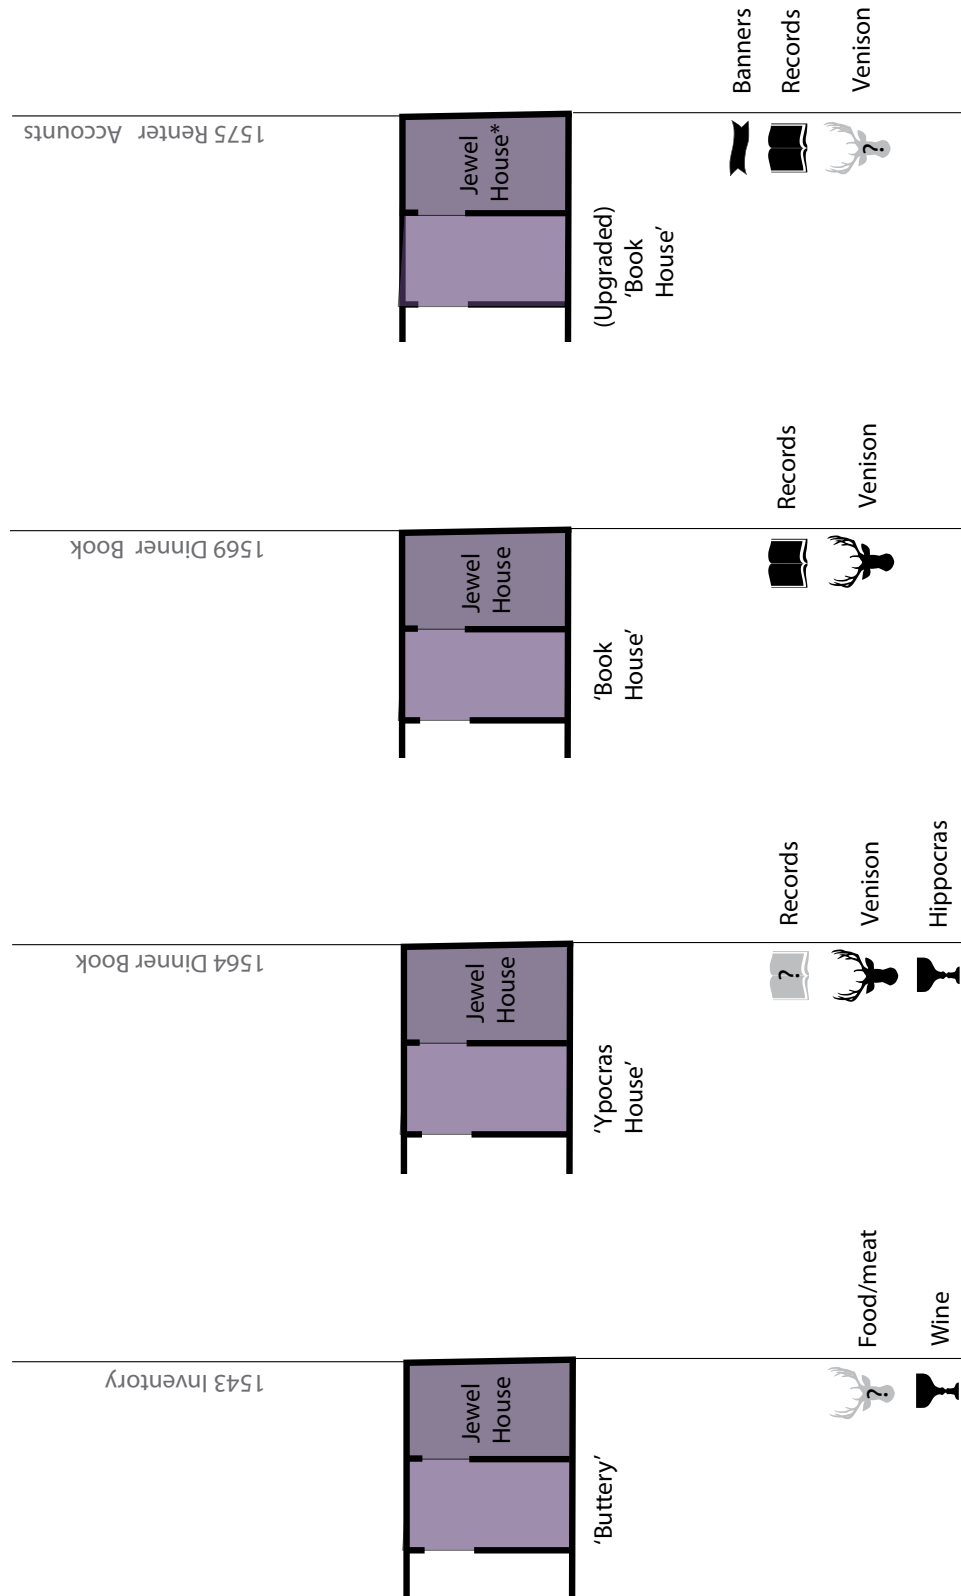 1543 Inventory
Jewel
House
‘Buttery’
Food/meat
?
Wine
1564 Dinner Book
Jewel
House
‘Ypocras
House’
Records
?
Venison
Hippocras
1569 Dinner Book
Jewel
House
‘Book
House’
Records
Venison
1575 Renter Accounts
Jewel
House*
(Upgraded)
‘Book
House’
Banners
Records
Venison
?